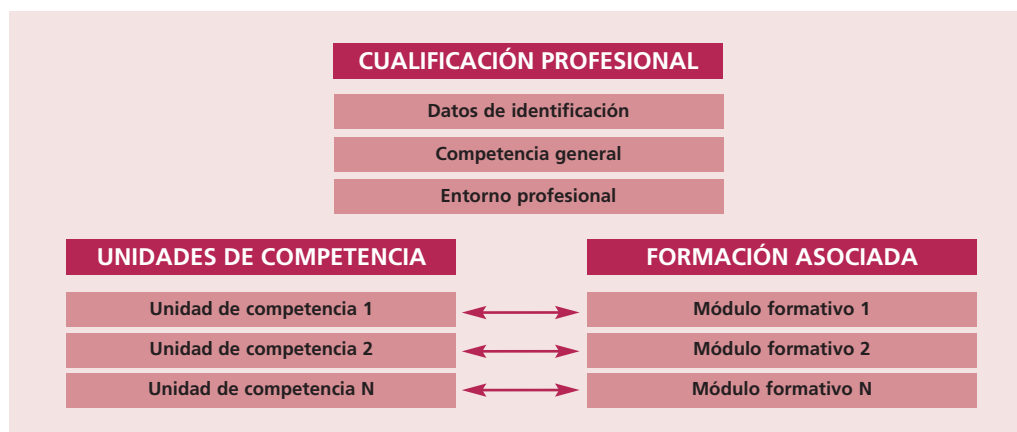 CUALIFICACIÓN PROFESIONAL
Datos de identificación
Competencia general
Entorno profesional
UNIDADES DE COMPETENCIA
Unidad de competencia 1
Unidad de competencia 2
Unidad de competencia N
FORMACIÓN ASOCIADA
Módulo formativo 1
Módulo formativo 2
Módulo formativo N